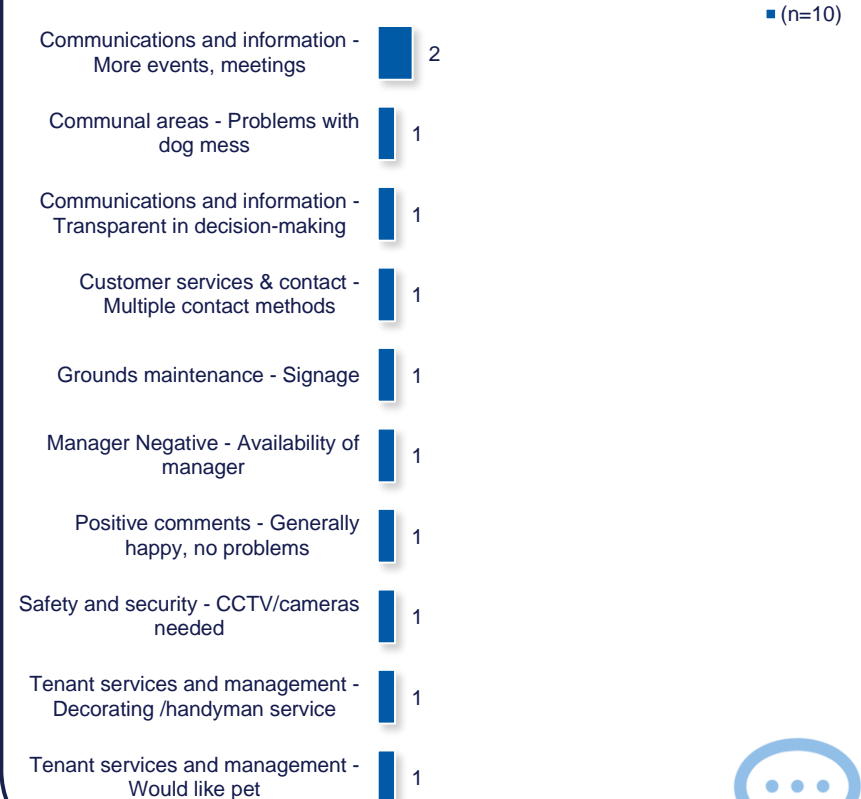 (n=10)
Communications and information -
More events, meetings
2
Communal areas - Problems with
dog mess
1
Communications and information -
Transparent in decision-making
1
Customer services & contact -
Multiple contact methods
1
Grounds maintenance - Signage
1
Manager Negative - Availability of
manager
1
Positive comments - Generally
happy, no problems
1
Safety and security - CCTV/cameras
needed
1
Tenant services and management -
Decorating /handyman service
1
Tenant services and management -
Would like pet
1